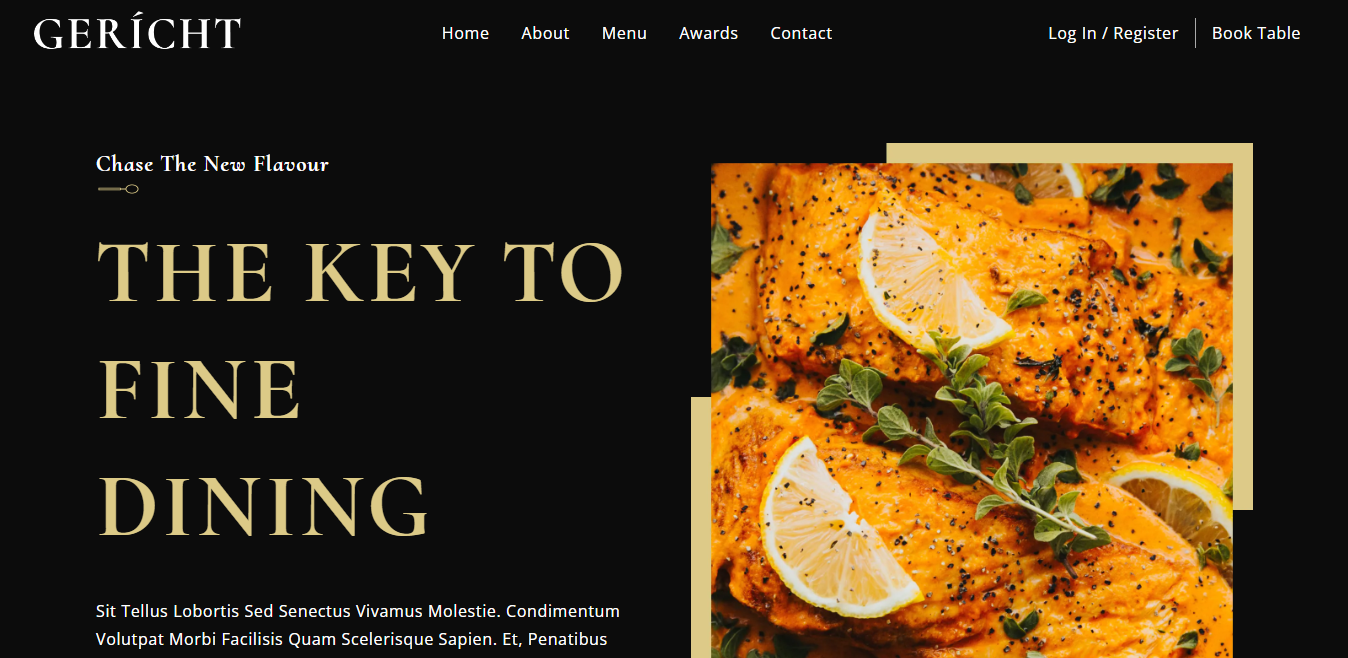 GERÍCHT
Home About Menu Awards Contact
Log In / Register Book Table
Chase The New Flavour
THE KEY TO
FINE
DINING
Sit Tellus Lobortis Sed Senectus Vivamus Molestie. Condimentum
Volutpat Morbi Facilisis Quam Scelerisque Sapien. Et, Penatibus